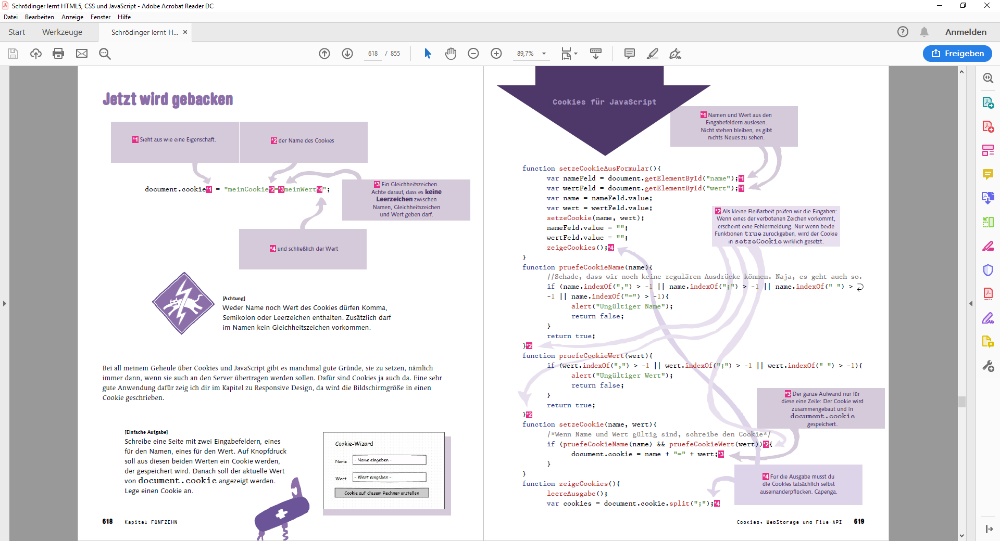 Schrödinger lernt HTML5, CSS und JavaScript - Adobe Acrobat Reader DC
Datei Bearbeiten Anzeige Fenster Hilfe
Start Werkzeuge Schrödinger lernt H... × Anmelden
618 / 855 89,7% Freigeben
Jetzt wird gebacken
*1 Sieht aus wie eine Eigenschaft.
*2 der Name des Cookies
document.cookie*1 = "meinCookie*2=*3meinWert*4";
*3 Ein Gleichheitszeichen.
Achte darauf, dass es keine
Leerzeichen zwischen
Namen, Gleichheitszeichen
und Wert geben darf.
*4 und schließlich der Wert
[Achtung]
Weder Name noch Wert des Cookies dürfen Komma,
Semikolon oder Leerzeichen enthalten. Zusätzlich darf
im Namen kein Gleichheitszeichen vorkommen.
Bei all meinem Geheule über Cookies und JavaScript gibt es manchmal gute Gründe, sie zu setzen, nämlich
immer dann, wenn sie auch an den Server übertragen werden sollen. Dafür sind Cookies ja auch da. Eine sehr
gute Anwendung dafür zeig ich dir im Kapitel zu Responsive Design, da wird die Bildschirmgröße in einen
Cookie geschrieben.
[Einfache Aufgabe]
Schreibe eine Seite mit zwei Eingabefeldern, eines
für den Namen, eines für den Wert. Auf Knopfdruck
soll aus diesen beiden Werten ein Cookie werden,
der gespeichert wird. Danach soll der aktuelle Wert
von document.cookie angezeigt werden.
Lege einen Cookie an.
Cookie-Wizard
Name - Name eingeben -
Wert - Wert eingeben -
Cookie auf diesem Rechner erstellen
618 Kapitel FÜNFZEHN
Cookies für JavaScript
*1 Namen und Wert aus den
Eingabefeldern auslesen.
Nicht stehen bleiben, es gibt
nichts Neues zu sehen.
function setzeCookieAusFormular(){
var nameFeld = document.getElementById("name");*1
var wertFeld = document.getElementById("wert");*1
var name = nameFeld.value;
var wert = wertFeld.value;
setzeCookie(name, wert);
nameFeld.value = "";
wertFeld.value = "";
zeigeCookies();*4
}
*2 Als kleine Fleißarbeit prüfen wir die Eingaben:
Wenn eines der verbotenen Zeichen vorkommt,
erscheint eine Fehlermeldung. Nur wenn beide
Funktionen true zurückgeben, wird der Cookie
in setzeCookie wirklich gesetzt.
function pruefeCookieName(name){
//Schade, dass wir noch keine regulären Ausdrücke können. Naja, es geht auch so.
if (name.indexOf(",") > -1 || name.indexOf(";") > -1 || name.indexOf(" ") >
-1 || name.indexOf("=") > -1){
alert("Ungültiger Name");
return false;
}
return true;
}*2
function pruefeCookieWert(wert){
if (wert.indexOf(",") > -1 || wert.indexOf(";") > -1 || wert.indexOf(" ") > -1){
alert("Ungültiger Wert");
return false;
}
return true;
}*2
*3 Der ganze Aufwand nur für
diese eine Zeile: Der Cookie wird
zusammengebaut und in
document.cookie
gespeichert.
function setzeCookie(name, wert){
/*Wenn Name und Wert gültig sind, schreibe den Cookie*/
if (pruefeCookieName(name) && pruefeCookieWert(wert))*2{
document.cookie = name + "=" + wert;*3
}
}
*4 Für die Ausgabe musst du
die Cookies tatsächlich selbst
auseinanderpflücken. Capenga.
function zeigeCookies(){
leereAusgabe();
var cookies = document.cookie.split(";");*4
Cookies, WebStorage und File-API 619